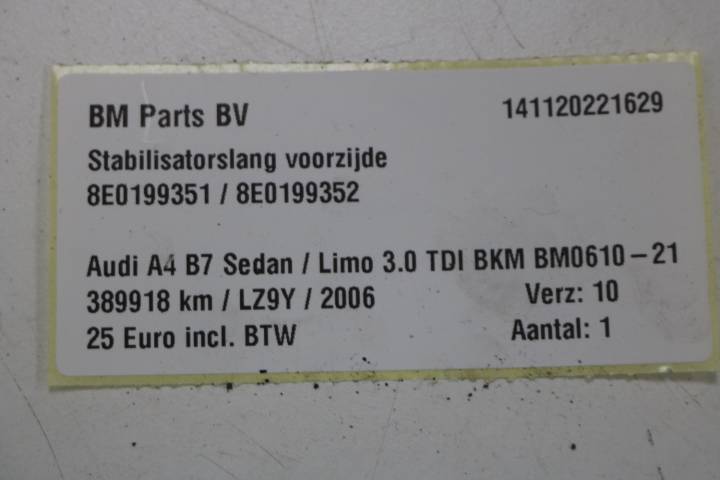 BM Parts BV 141120221629
Stabilisatorslang voorzijde
8E0199351 / 8E0199352
Audi A4 B7 Sedan / Limo 3.0 TDI BKM BM0610-21
389918 km / LZ9Y / 2006 Verz: 10
25 Euro incl. BTW Aantal: 1